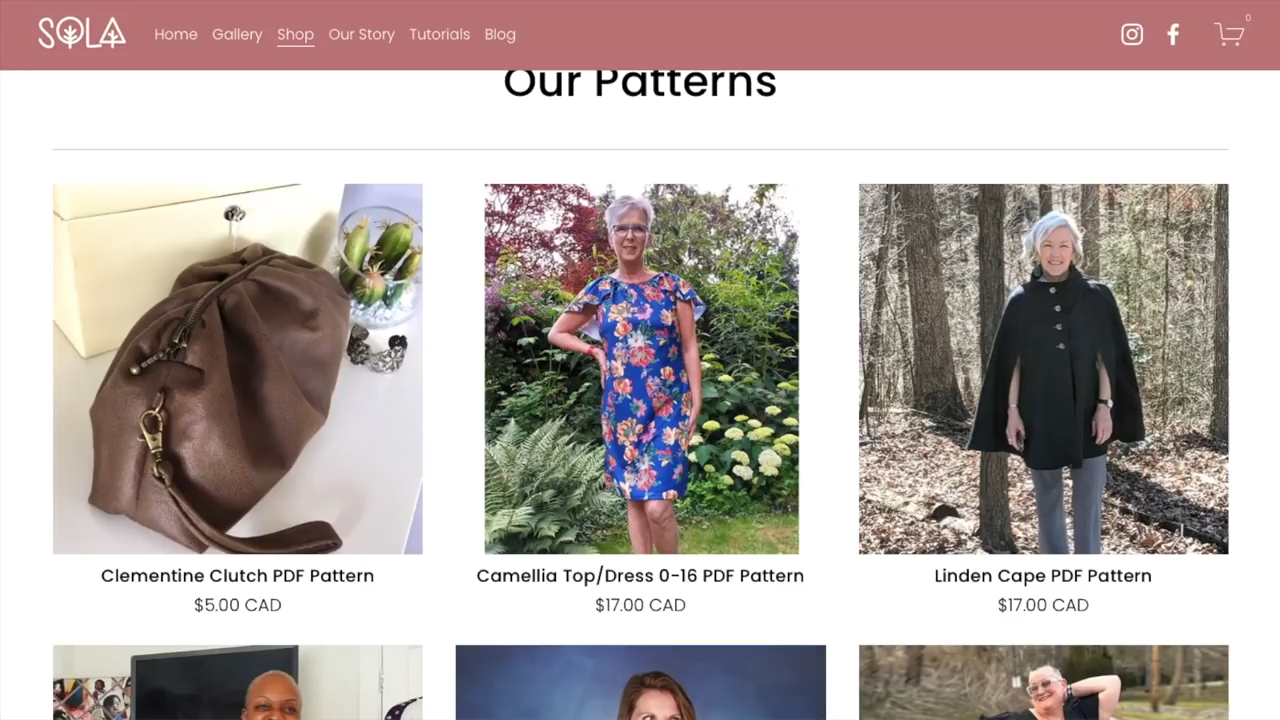 SOLA
Home Gallery Shop Our Story Tutorials Blog
0
Our Patterns
Clementine Clutch PDF Pattern
$5.00 CAD
Camellia Top/Dress 0-16 PDF Pattern
$17.00 CAD
Linden Cape PDF Pattern
$17.00 CAD